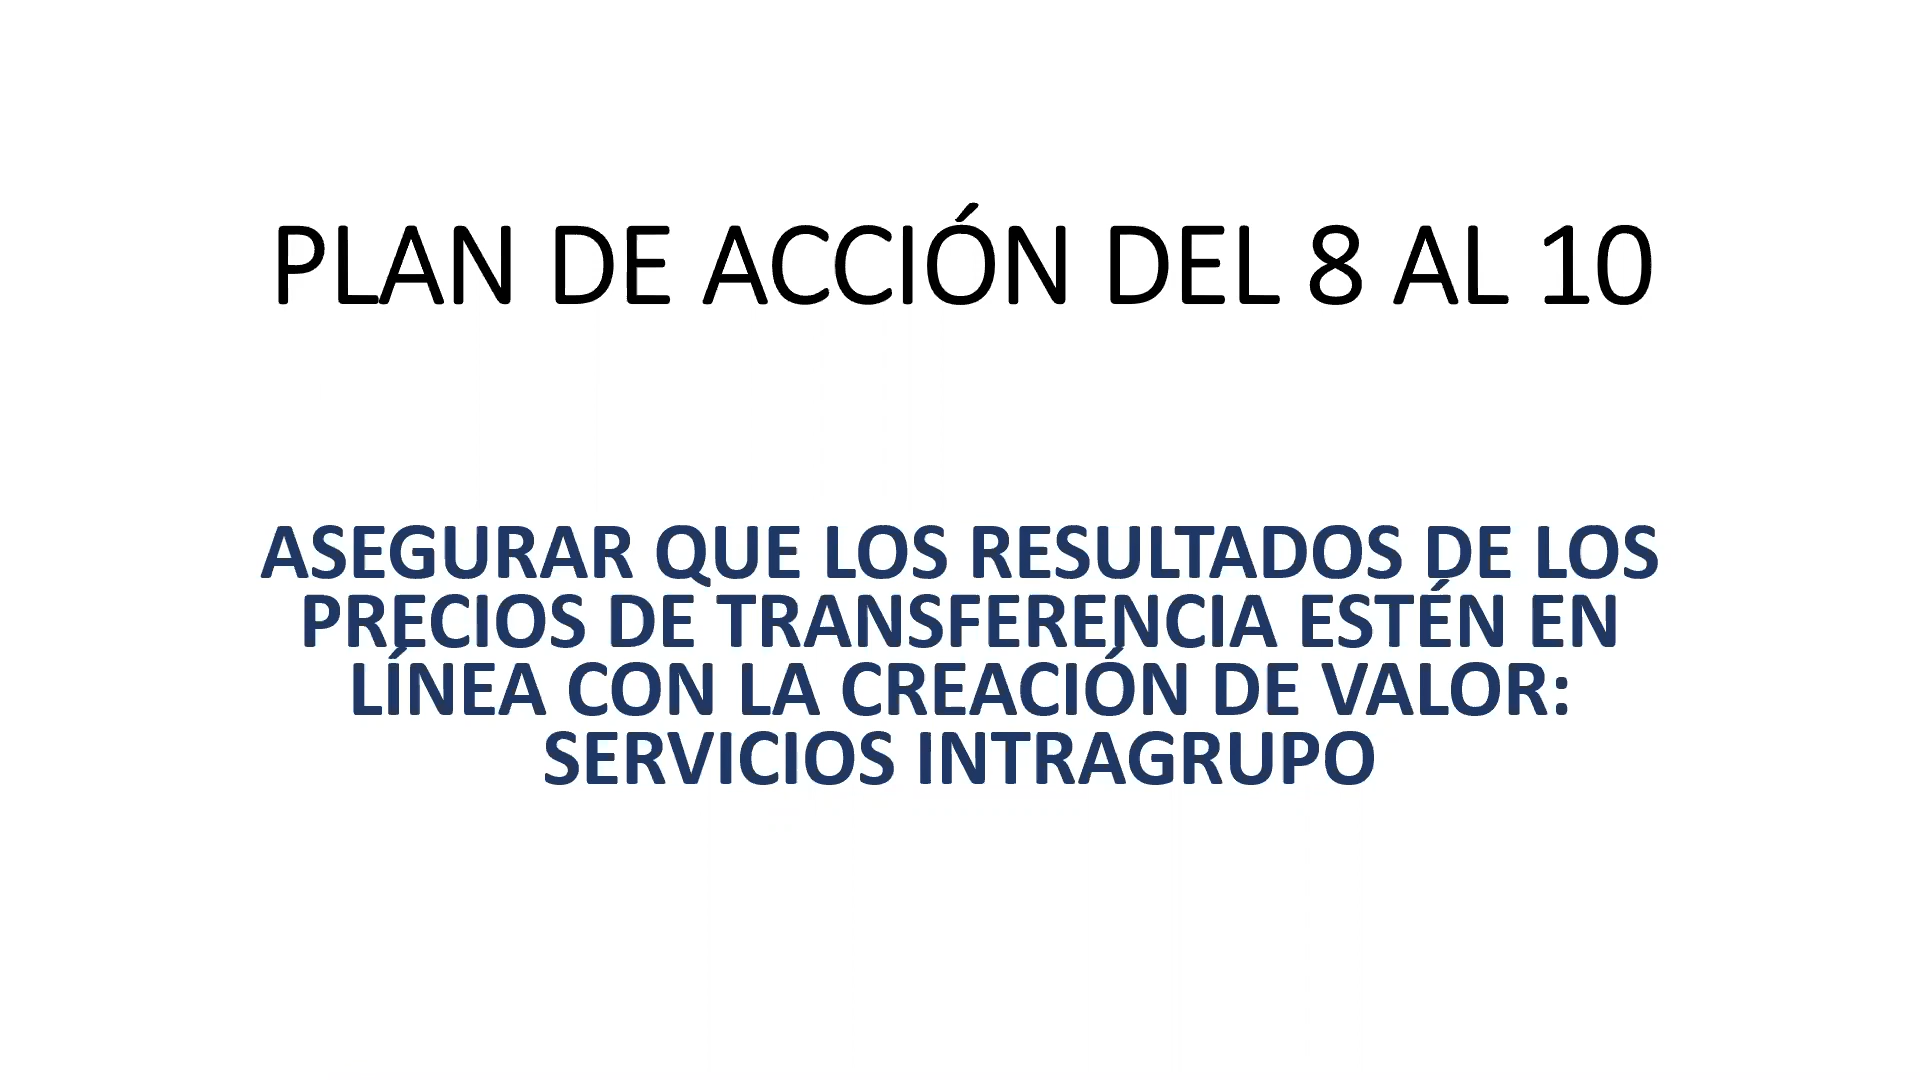 PLAN DE ACCIÓN DEL 8 AL 10
ASEGURAR QUE LOS RESULTADOS DE LOS
PRECIOS DE TRANSFERENCIA ESTÉN EN
LÍNEA CON LA CREACIÓN DE VALOR:
SERVICIOS INTRAGRUPO